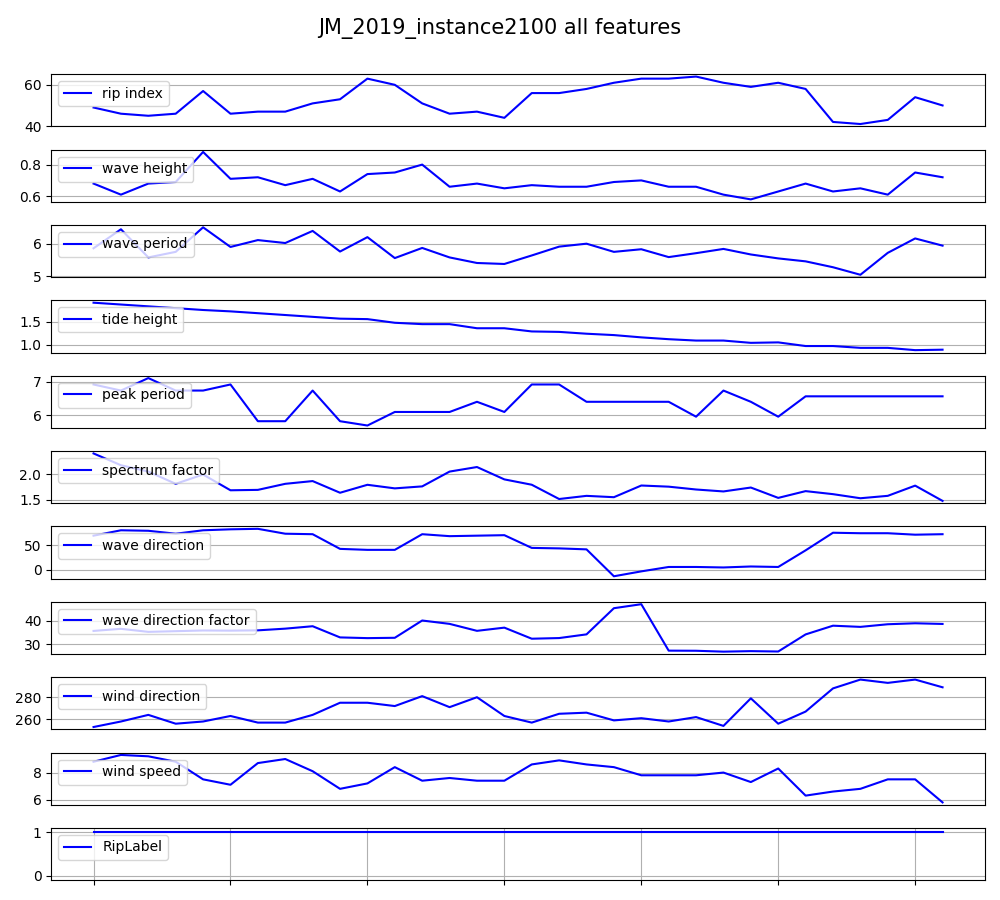 JM_2019_instance2100 all features
60
40
rip index
0.8
0.6
wave height
6
5
wave period
1.5
1.0
tide height
7
6
peak period
2.0
1.5
spectrum factor
50
0
wave direction
40
30
wave direction factor
280
260
wind direction
8
6
wind speed
1
0
RipLabel